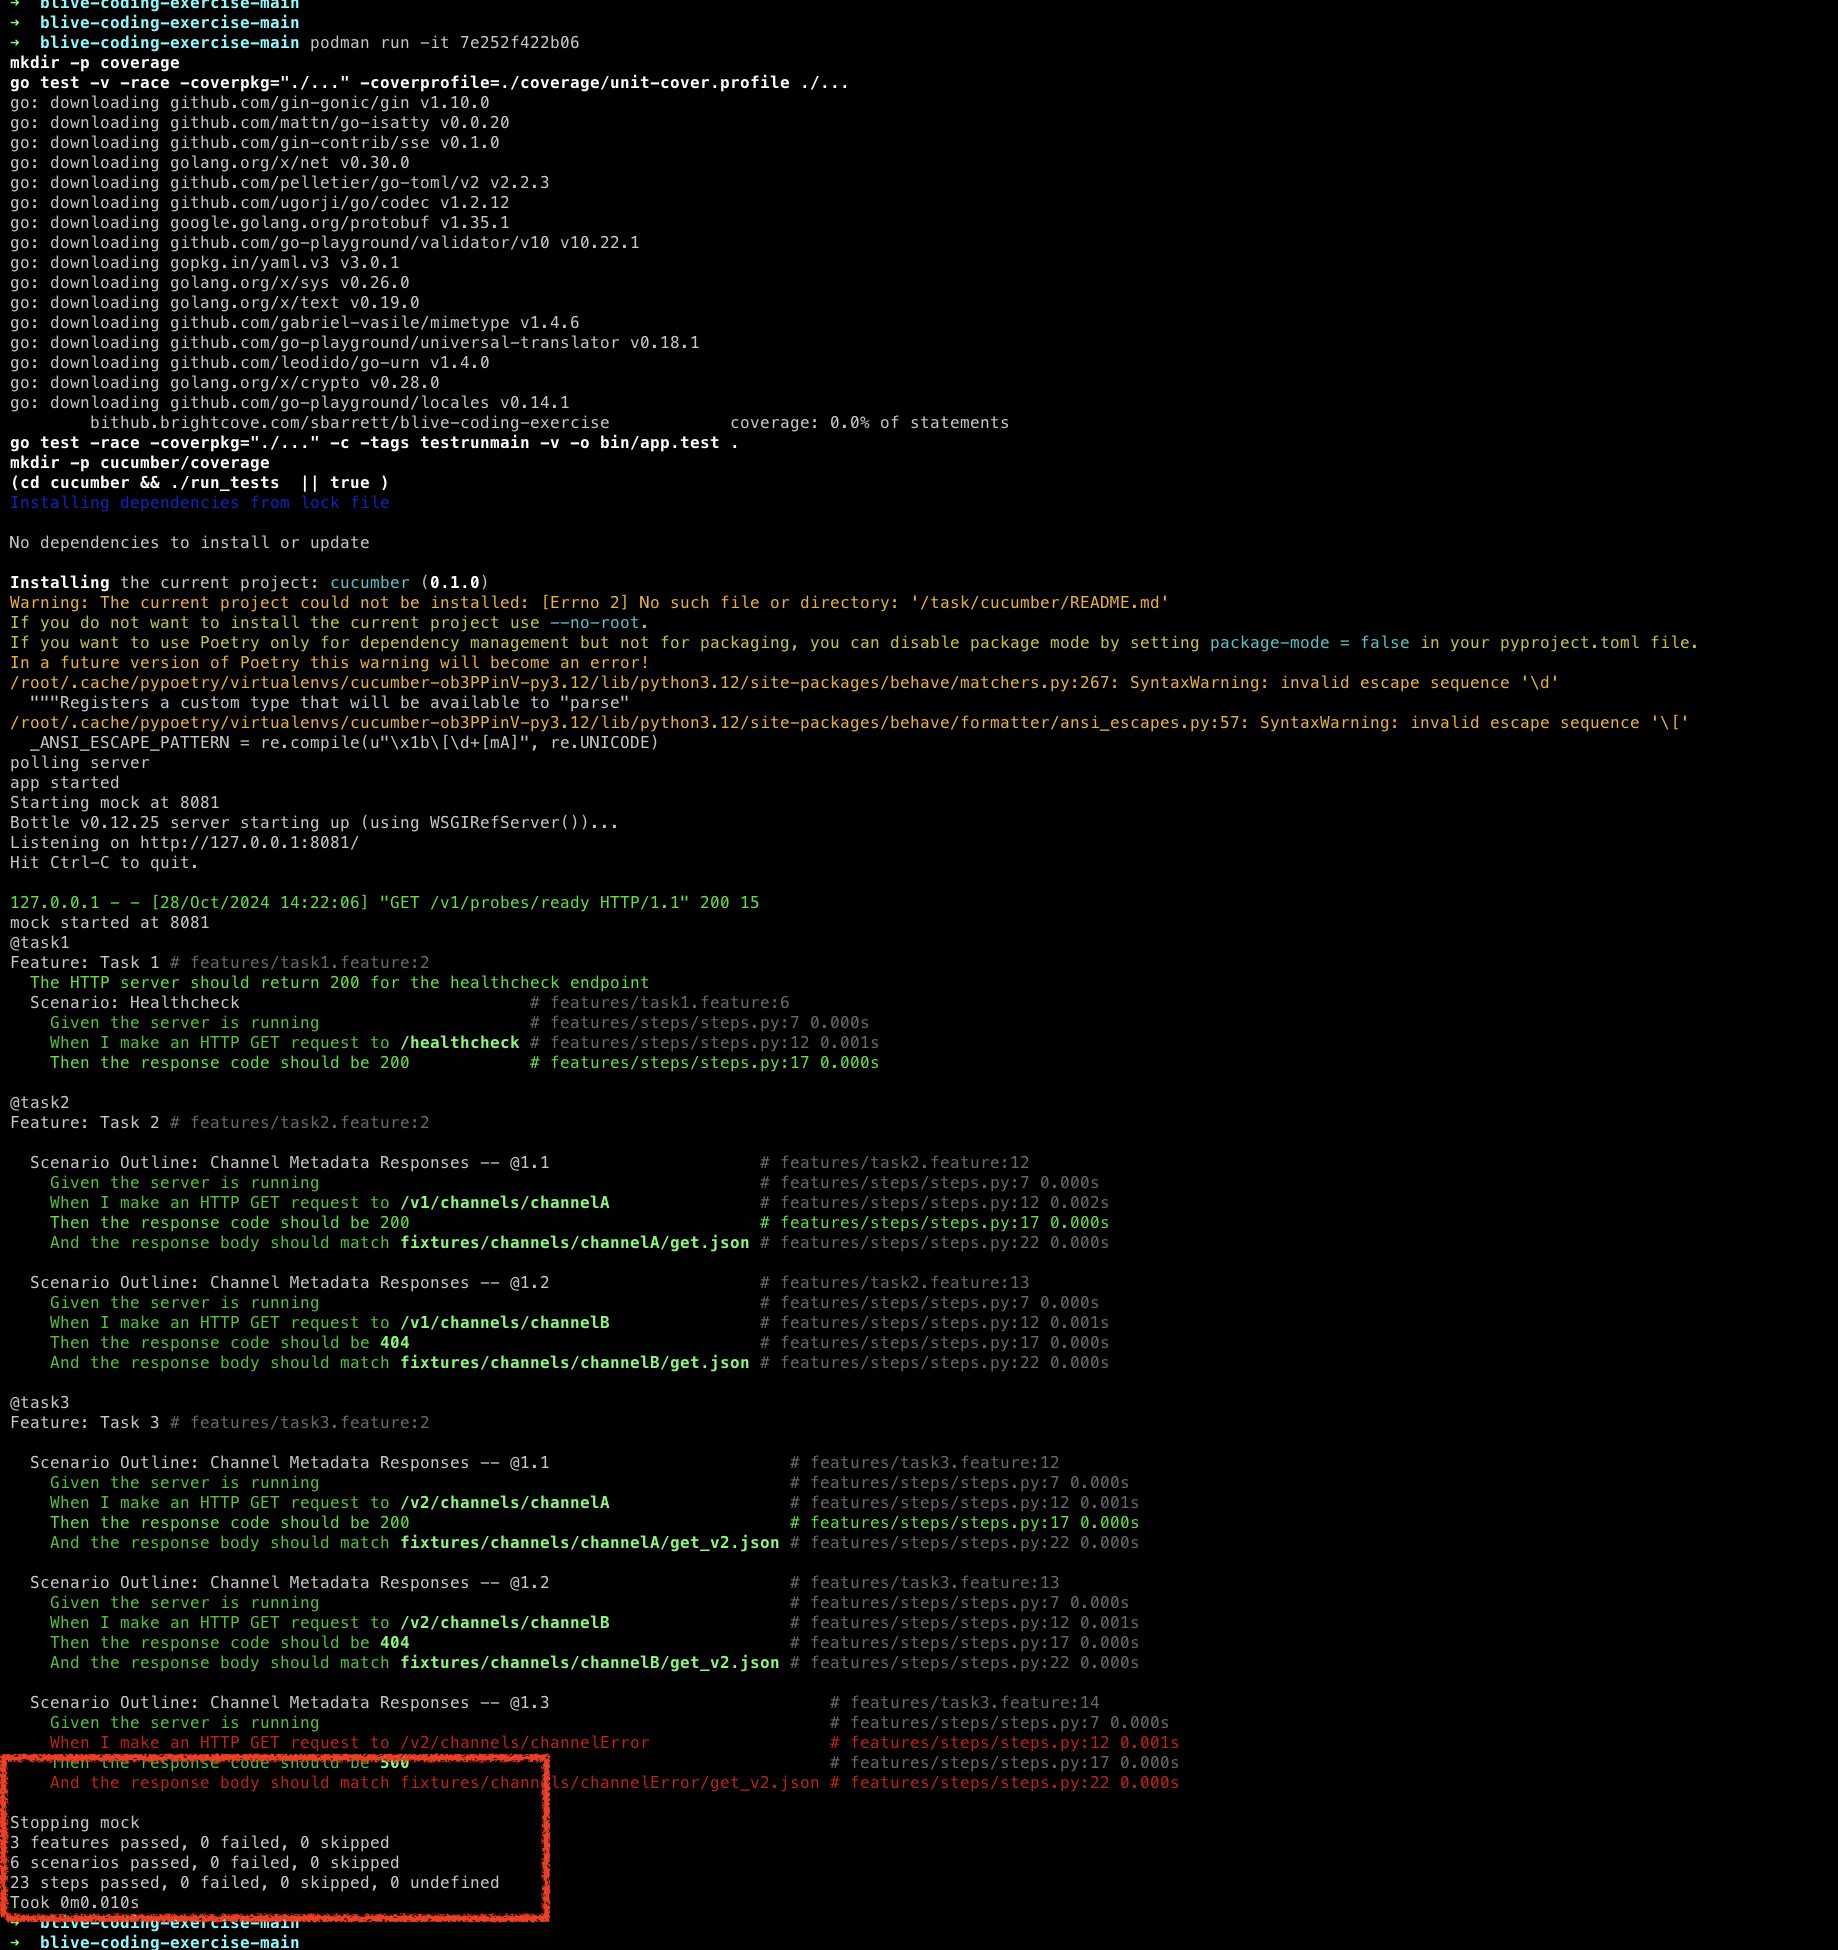 ➜  blive-coding-exercise-main
➜  blive-coding-exercise-main
➜  blive-coding-exercise-main podman run -it 7e252f422b06
mkdir -p coverage
go test -v -race -coverpkg="./..." -coverprofile=./coverage/unit-cover.profile ./...
go: downloading github.com/gin-gonic/gin v1.10.0
go: downloading github.com/mattn/go-isatty v0.0.20
go: downloading github.com/gin-contrib/sse v0.1.0
go: downloading golang.org/x/net v0.30.0
go: downloading github.com/pelletier/go-toml/v2 v2.2.3
go: downloading github.com/ugorji/go/codec v1.2.12
go: downloading google.golang.org/protobuf v1.35.1
go: downloading github.com/go-playground/validator/v10 v10.22.1
go: downloading gopkg.in/yaml.v3 v3.0.1
go: downloading golang.org/x/sys v0.26.0
go: downloading golang.org/x/text v0.19.0
go: downloading github.com/gabriel-vasile/mimetype v1.4.6
go: downloading github.com/go-playground/universal-translator v0.18.1
go: downloading github.com/leodido/go-urn v1.4.0
go: downloading golang.org/x/crypto v0.28.0
go: downloading github.com/go-playground/locales v0.14.1
        bithub.brightcove.com/sbarrett/blive-coding-exercise            coverage: 0.0% of statements
go test -race -coverpkg="./..." -c -tags testrunmain -v -o bin/app.test .
mkdir -p cucumber/coverage
(cd cucumber && ./run_tests  || true )
Installing dependencies from lock file

No dependencies to install or update

Installing the current project: cucumber (0.1.0)
Warning: The current project could not be installed: [Errno 2] No such file or directory: '/task/cucumber/README.md'
If you do not want to install the current project use --no-root.
If you want to use Poetry only for dependency management but not for packaging, you can disable package mode by setting package-mode = false in your pyproject.toml file.
In a future version of Poetry this warning will become an error!
/root/.cache/pypoetry/virtualenvs/cucumber-ob3PPinV-py3.12/lib/python3.12/site-packages/behave/matchers.py:267: SyntaxWarning: invalid escape sequence '\d'
  """Registers a custom type that will be available to "parse"
/root/.cache/pypoetry/virtualenvs/cucumber-ob3PPinV-py3.12/lib/python3.12/site-packages/behave/formatter/ansi_escapes.py:57: SyntaxWarning: invalid escape sequence '\['
  _ANSI_ESCAPE_PATTERN = re.compile(u"\x1b\[\d+[mA]", re.UNICODE)
polling server
app started
Starting mock at 8081
Bottle v0.12.25 server starting up (using WSGIRefServer())...
Listening on http://127.0.0.1:8081/
Hit Ctrl-C to quit.

127.0.0.1 - - [28/Oct/2024 14:22:06] "GET /v1/probes/ready HTTP/1.1" 200 15
mock started at 8081
@task1
Feature: Task 1 # features/task1.feature:2
  The HTTP server should return 200 for the healthcheck endpoint
  Scenario: Healthcheck                             # features/task1.feature:6
    Given the server is running                     # features/steps/steps.py:7 0.000s
    When I make an HTTP GET request to /healthcheck # features/steps/steps.py:12 0.001s
    Then the response code should be 200            # features/steps/steps.py:17 0.000s

@task2
Feature: Task 2 # features/task2.feature:2

  Scenario Outline: Channel Metadata Responses -- @1.1                     # features/task2.feature:12
    Given the server is running                                            # features/steps/steps.py:7 0.000s
    When I make an HTTP GET request to /v1/channels/channelA               # features/steps/steps.py:12 0.002s
    Then the response code should be 200                                   # features/steps/steps.py:17 0.000s
    And the response body should match fixtures/channels/channelA/get.json # features/steps/steps.py:22 0.000s

  Scenario Outline: Channel Metadata Responses -- @1.2                     # features/task2.feature:13
    Given the server is running                                            # features/steps/steps.py:7 0.000s
    When I make an HTTP GET request to /v1/channels/channelB               # features/steps/steps.py:12 0.001s
    Then the response code should be 404                                   # features/steps/steps.py:17 0.000s
    And the response body should match fixtures/channels/channelB/get.json # features/steps/steps.py:22 0.000s

@task3
Feature: Task 3 # features/task3.feature:2

  Scenario Outline: Channel Metadata Responses -- @1.1                        # features/task3.feature:12
    Given the server is running                                               # features/steps/steps.py:7 0.000s
    When I make an HTTP GET request to /v2/channels/channelA                  # features/steps/steps.py:12 0.001s
    Then the response code should be 200                                      # features/steps/steps.py:17 0.000s
    And the response body should match fixtures/channels/channelA/get_v2.json # features/steps/steps.py:22 0.000s

  Scenario Outline: Channel Metadata Responses -- @1.2                        # features/task3.feature:13
    Given the server is running                                               # features/steps/steps.py:7 0.000s
    When I make an HTTP GET request to /v2/channels/channelB                  # features/steps/steps.py:12 0.001s
    Then the response code should be 404                                      # features/steps/steps.py:17 0.000s
    And the response body should match fixtures/channels/channelB/get_v2.json # features/steps/steps.py:22 0.000s

  Scenario Outline: Channel Metadata Responses -- @1.3                            # features/task3.feature:14
    Given the server is running                                                   # features/steps/steps.py:7 0.000s
    When I make an HTTP GET request to /v2/channels/channelError                  # features/steps/steps.py:12 0.001s
    Then the response code should be 500                                          # features/steps/steps.py:17 0.000s
    And the response body should match fixtures/channels/channelError/get_v2.json # features/steps/steps.py:22 0.000s

Stopping mock
3 features passed, 0 failed, 0 skipped
6 scenarios passed, 0 failed, 0 skipped
23 steps passed, 0 failed, 0 skipped, 0 undefined
Took 0m0.010s
➜  blive-coding-exercise-main
➜  blive-coding-exercise-main